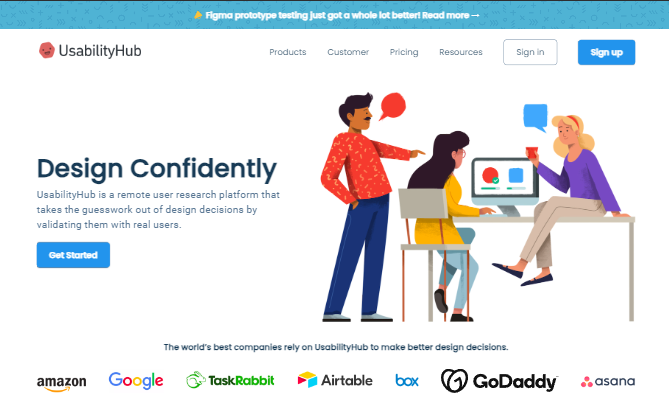 Figma prototype testing just got a whole lot better! Read more →
UsabilityHub
Products Customer Pricing Resources Sign in Sign up
Design Confidently
UsabilityHub is a remote user research platform that
takes the guesswork out of design decisions by
validating them with real users.
Get Started
The world's best companies rely on UsabilityHub to make better design decisions.
amazon Google TaskRabbit Airtable box GoDaddy asana